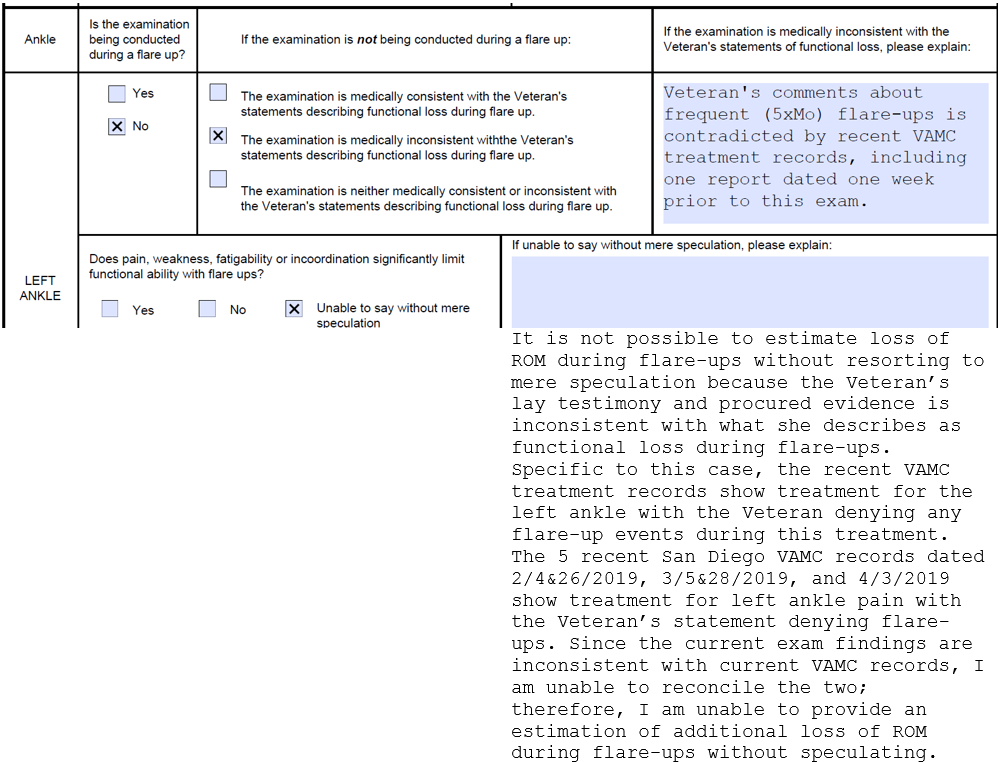 Ankle
Is the examination
being conducted
during a flare up?
If the examination is not being conducted during a flare up:
If the examination is medically inconsistent with the
Veteran's statements of functional loss, please explain:
LEFT
ANKLE
Yes
No
The examination is medically consistent with the Veteran's
statements describing functional loss during flare up.
The examination is medically inconsistent withthe Veteran's
statements describing functional loss during flare up.
The examination is neither medically consistent or inconsistent with
the Veteran's statements describing functional loss during flare up.
Veteran's comments about
frequent (5xMo) flare-ups is
contradicted by recent VAMC
treatment records, including
one report dated one week
prior to this exam.
Does pain, weakness, fatigability or incoordination significantly limit
functional ability with flare ups?
Yes
No
Unable to say without mere
speculation
If unable to say without mere speculation, please explain:
It is not possible to estimate loss of
ROM during flare-ups without resorting to
mere speculation because the Veteran’s
lay testimony and procured evidence is
inconsistent with what she describes as
functional loss during flare-ups.
Specific to this case, the recent VAMC
treatment records show treatment for the
left ankle with the Veteran denying any
flare-up events during this treatment.
The 5 recent San Diego VAMC records dated
2/4&26/2019, 3/5&28/2019, and 4/3/2019
show treatment for left ankle pain with
the Veteran’s statement denying flare-
ups. Since the current exam findings are
inconsistent with current VAMC records, I
am unable to reconcile the two;
therefore, I am unable to provide an
estimation of additional loss of ROM
during flare-ups without speculating.